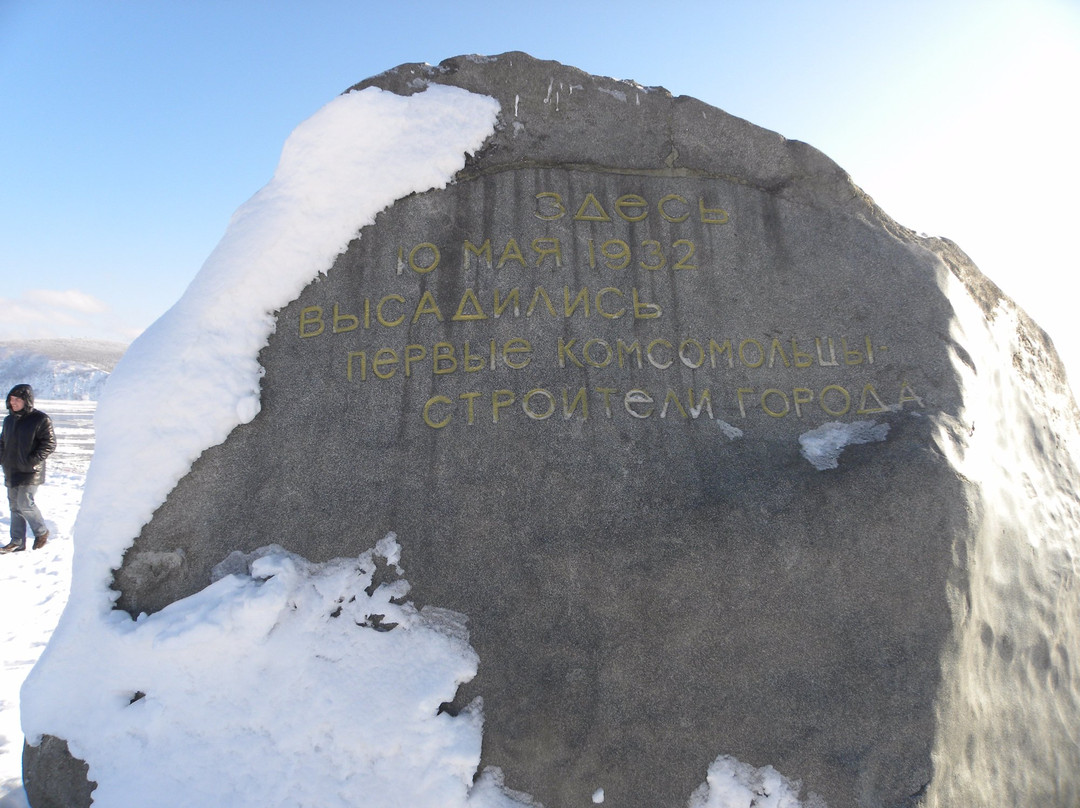 Здесь
10 мая 1932
высадились
первые комсомольцы-
строители города